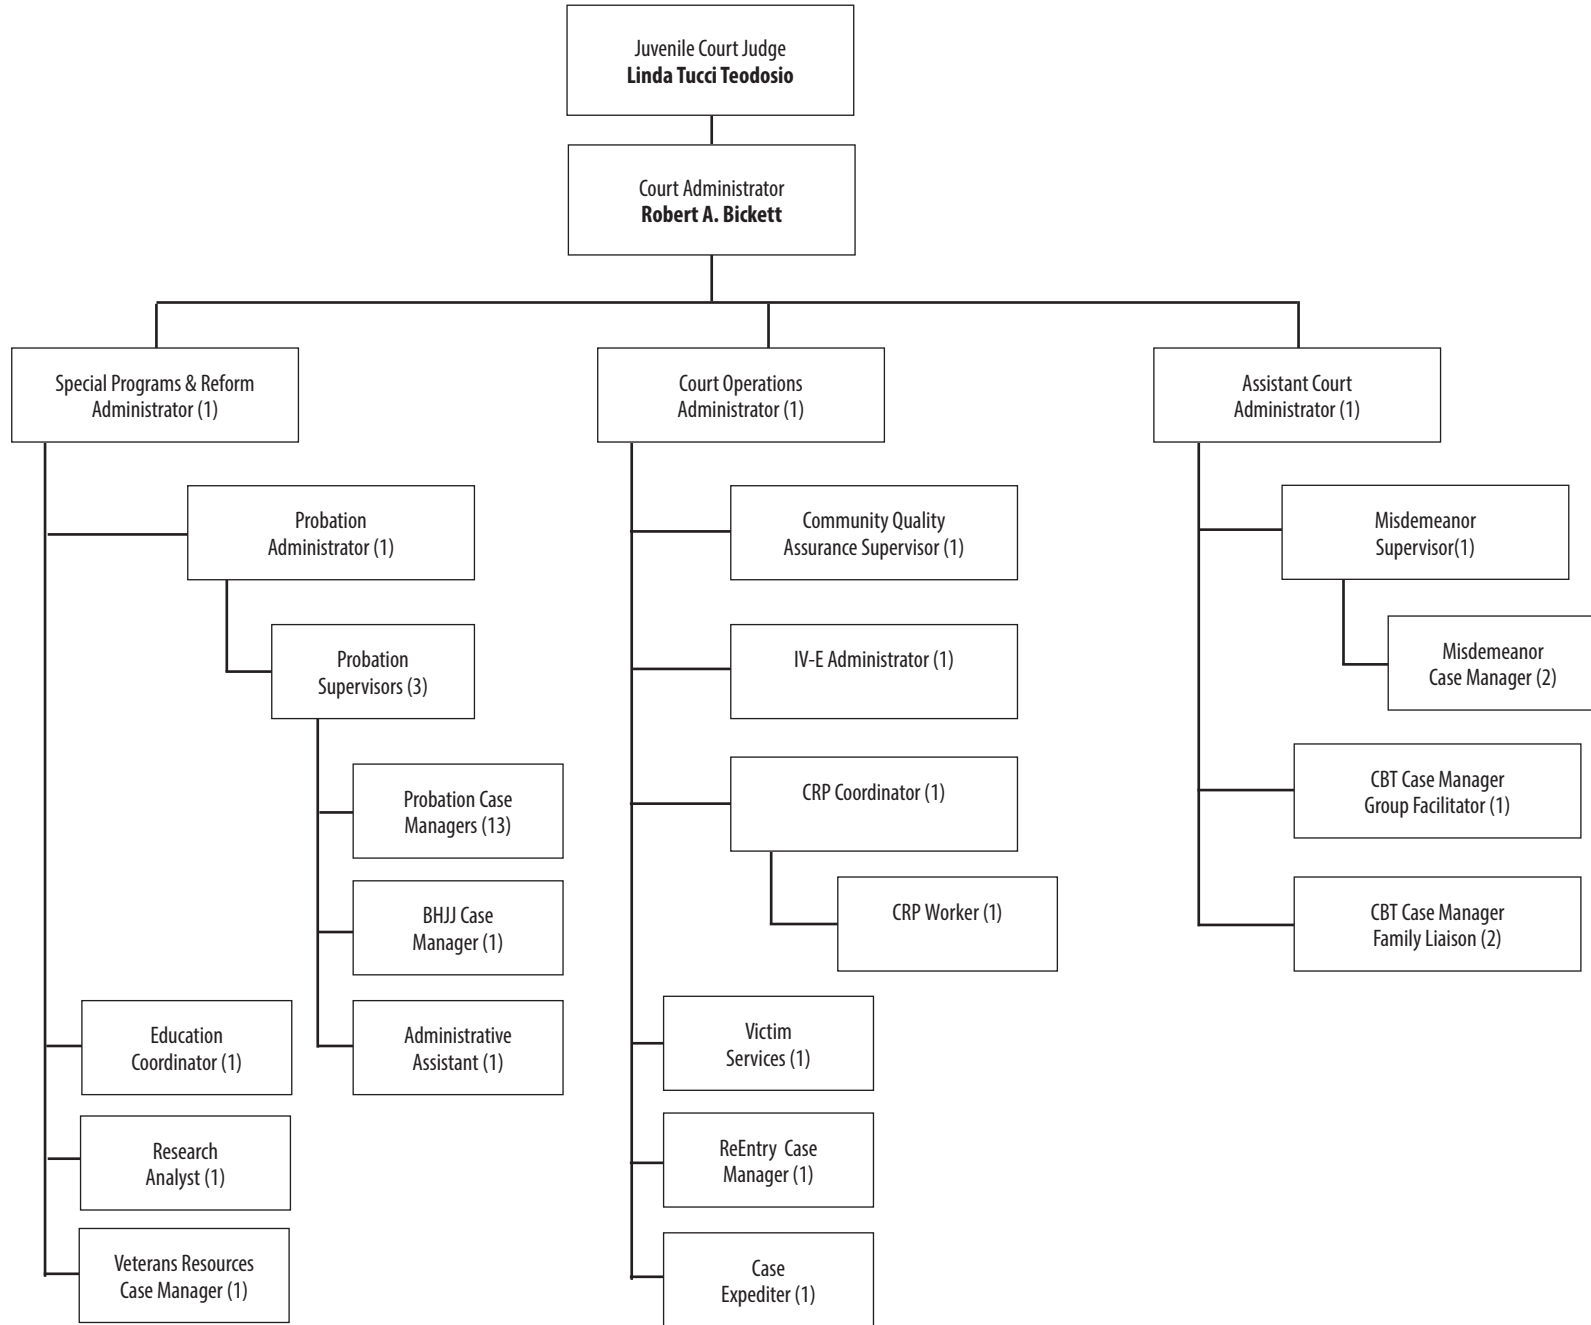 Juvenile Court Judge
Linda Tucci Teodosio
Court Administrator
Robert A. Bickett
Special Programs & Reform
Administrator (1)
Probation
Administrator (1)
Probation
Supervisors (3)
Probation Case
Managers (13)
BHJJ Case
Manager (1)
Administrative
Assistant (1)
Education
Coordinator (1)
Research
Analyst (1)
Veterans Resources
Case Manager (1)
Court Operations
Administrator (1)
Community Quality
Assurance Supervisor (1)
IV-E Administrator (1)
CRP Coordinator (1)
CRP Worker (1)
Victim
Services (1)
ReEntry Case
Manager (1)
Case
Expediter (1)
Assistant Court
Administrator (1)
Misdemeanor
Supervisor(1)
Misdemeanor
Case Manager (2)
CBT Case Manager
Group Facilitator (1)
CBT Case Manager
Family Liaison (2)